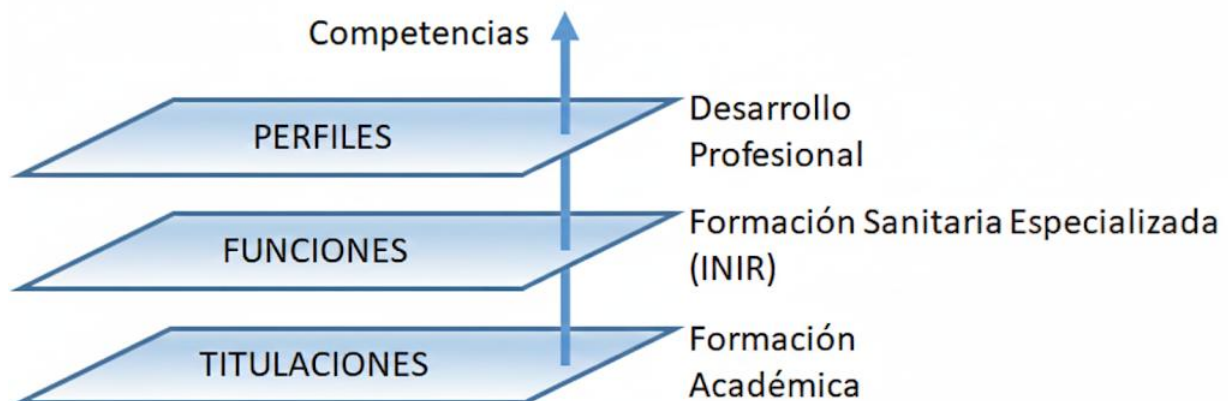 Competencias
PERFILES
Desarrollo
Profesional
FUNCIONES
Formación Sanitaria Especializada
(INIR)
TITULACIONES
Formación
Académica